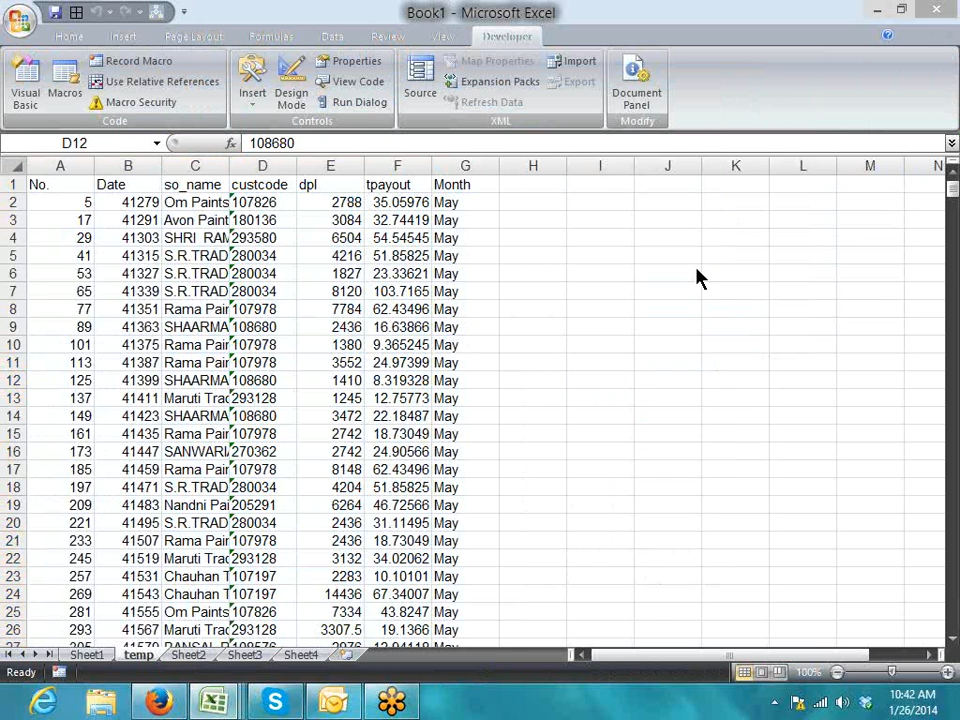 Book1 - Microsoft Excel
Home Insert Page Layout Formulas Data Review View Developer
Visual Basic
Macros
Record Macro
Use Relative References
Macro Security
Code
Insert
Design Mode
Properties
View Code
Run Dialog
Controls
Source
Map Properties
Expansion Packs
Refresh Data
Import
Export
XML
Document Panel
Modify
D12 fx 108680
A B C D E F G H I J K L M N
1 No. Date so_name custcode dpl tpayout Month
2 5 41279 Om Paints 107826 2788 35.05976 May
3 17 41291 Avon Paint 180136 3084 32.74419 May
4 29 41303 SHRI RAM 293580 6504 54.54545 May
5 41 41315 S.R.TRAD 280034 4216 51.85825 May
6 53 41327 S.R.TRAD 280034 1827 23.33621 May
7 65 41339 S.R.TRAD 280034 8120 103.7165 May
8 77 41351 Rama Pair 107978 7784 62.43496 May
9 89 41363 SHAARMA 108680 2436 16.63866 May
10 101 41375 Rama Pair 107978 1380 9.365245 May
11 113 41387 Rama Pair 107978 3552 24.97399 May
12 125 41399 SHAARMA 108680 1410 8.319328 May
13 137 41411 Maruti Trac 293128 1245 12.75773 May
14 149 41423 SHAARMA 108680 3472 22.18487 May
15 161 41435 Rama Pair 107978 2742 18.73049 May
16 173 41447 SANWARI 270362 2742 24.90566 May
17 185 41459 Rama Pair 107978 8148 62.43496 May
18 197 41471 S.R.TRAD 280034 4204 51.85825 May
19 209 41483 Nandni Pai 205291 6264 46.72566 May
20 221 41495 S.R.TRAD 280034 2436 31.11495 May
21 233 41507 Rama Pair 107978 2436 18.73049 May
22 245 41519 Maruti Trac 293128 3132 34.02062 May
23 257 41531 Chauhan T 107197 2283 10.10101 May
24 269 41543 Chauhan T 107197 14436 67.34007 May
25 281 41555 Om Paints 107826 7334 43.8247 May
26 293 41567 Maruti Trac 293128 3307.5 19.1366 May
Sheet1 temp Sheet2 Sheet3 Sheet4
Ready 100%
10:42 AM
1/26/2014